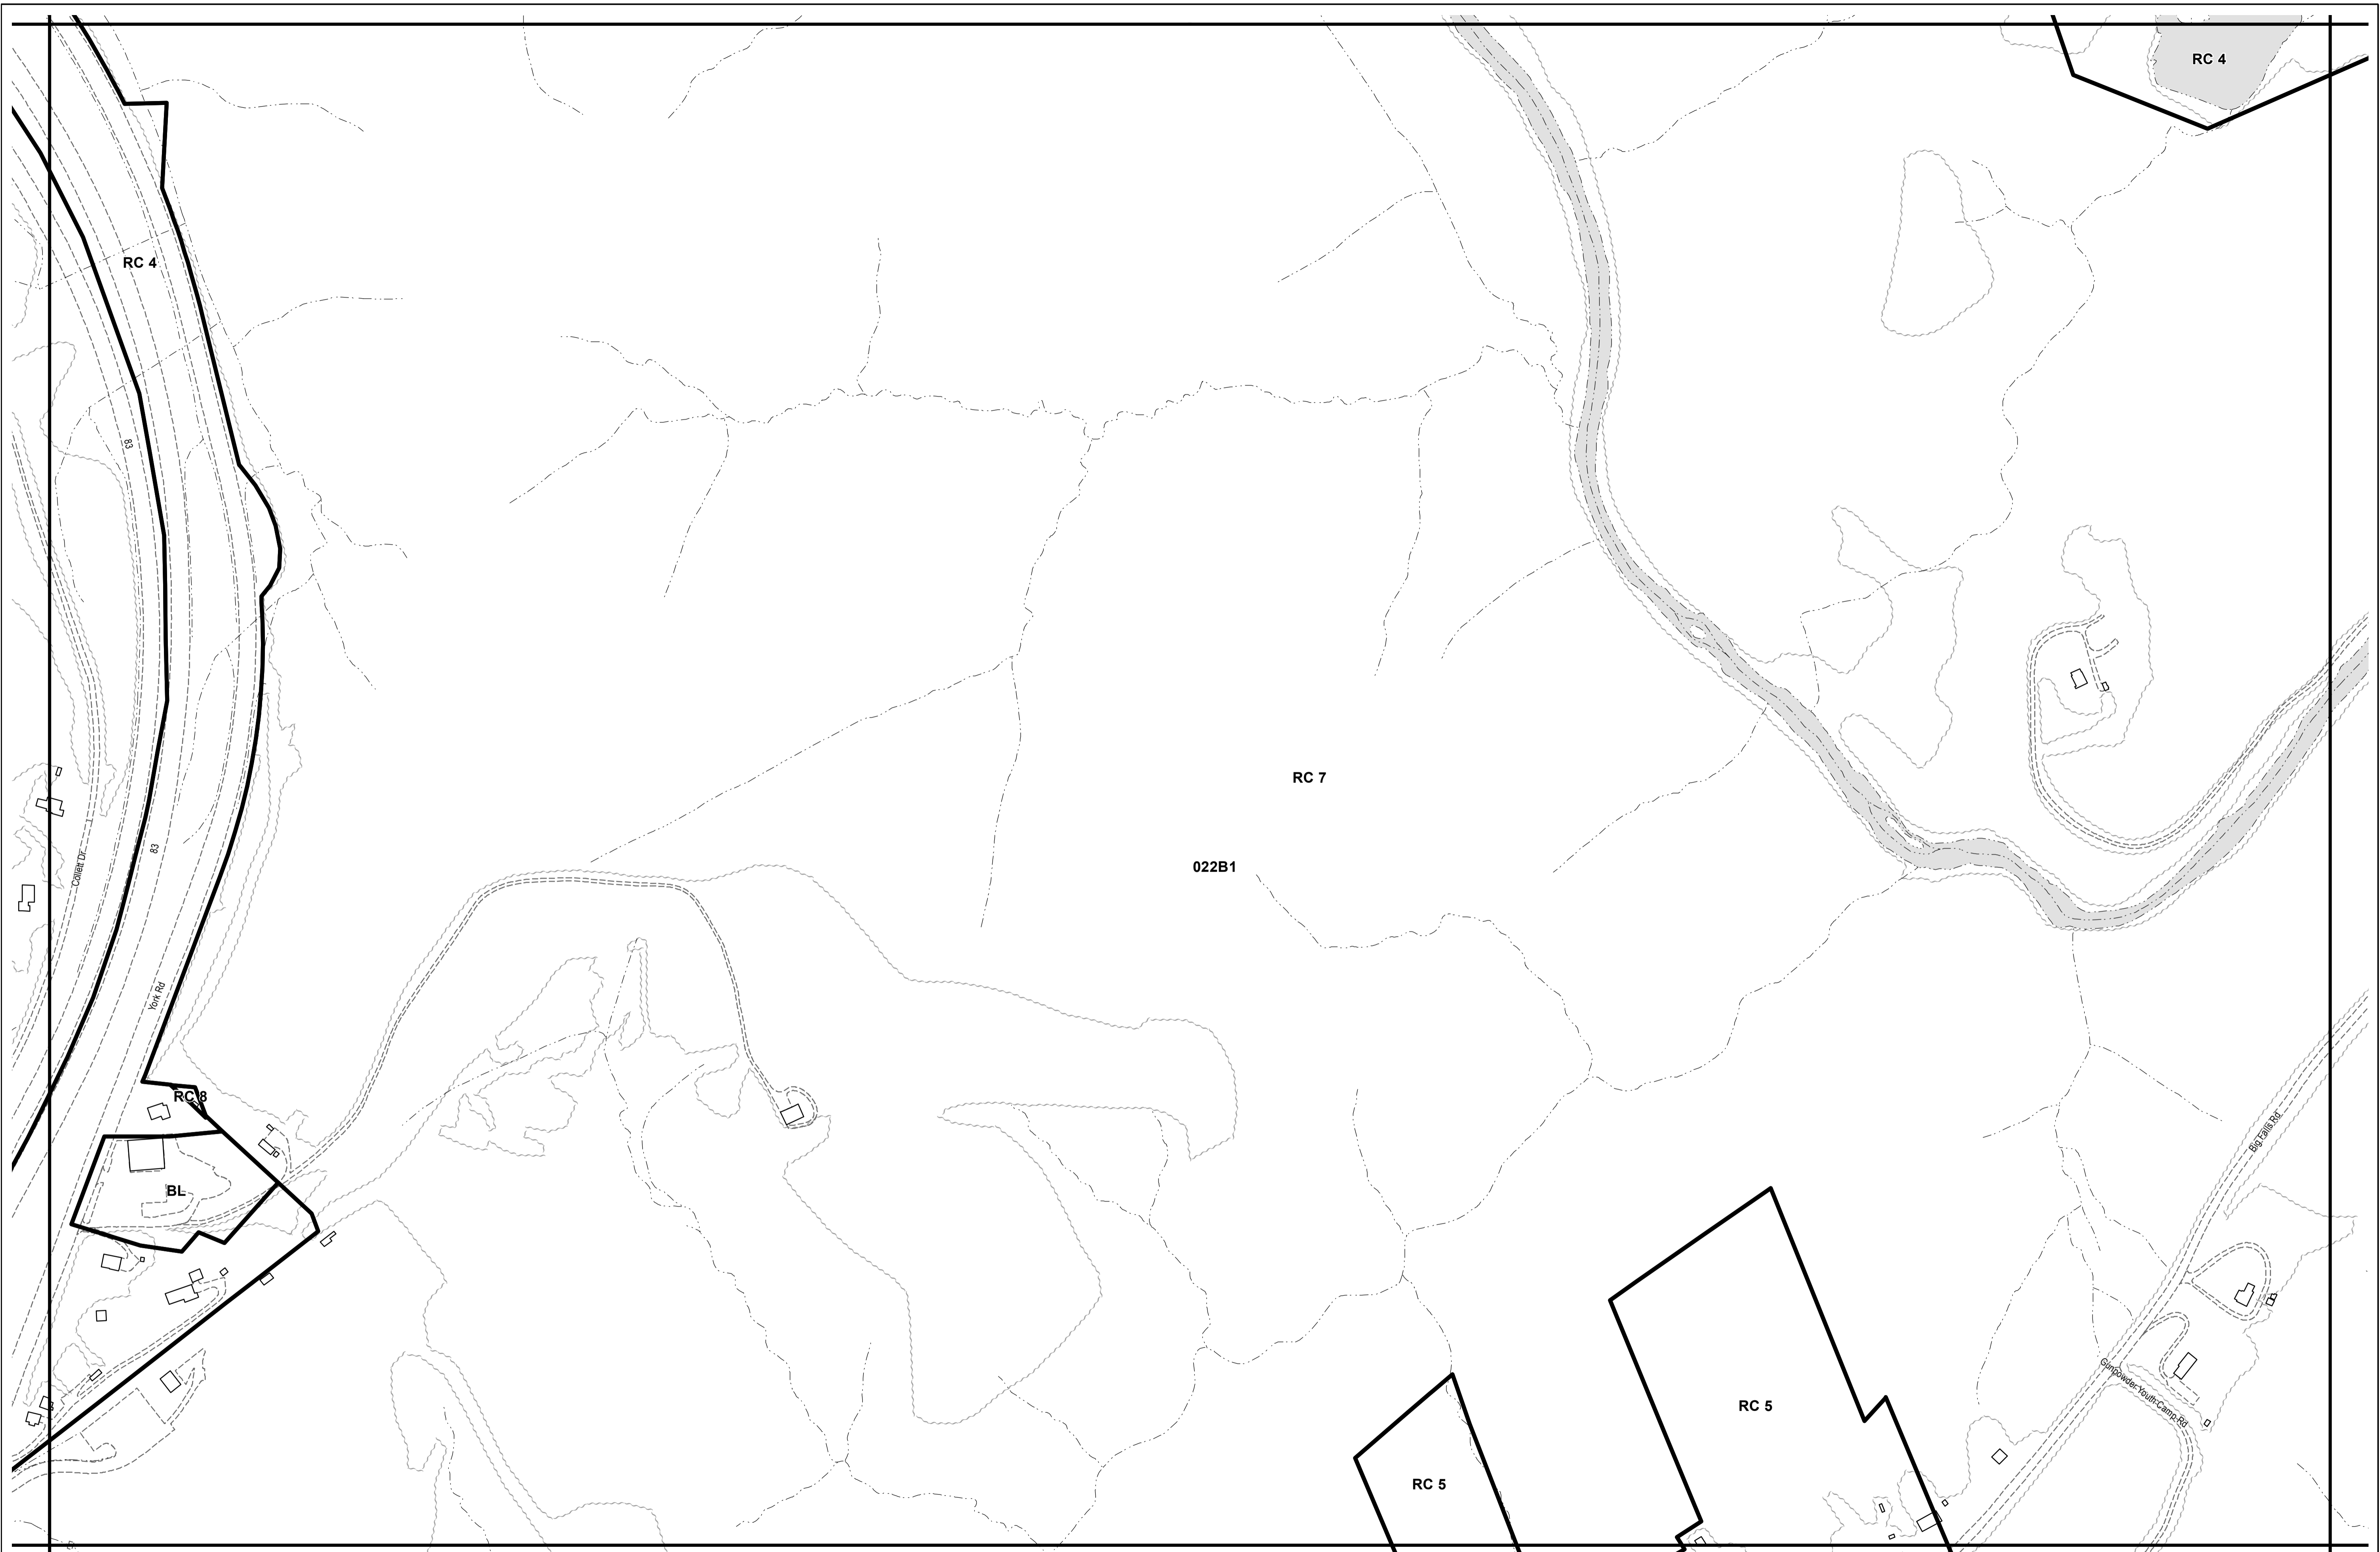 RC 4
RC 4
83
RC 7
83
Collett Dr
022B1
York Rd
RC 8
Big Falls Rd
BL
Gunpowder Youth Camp Rd
RC 5
RC 5